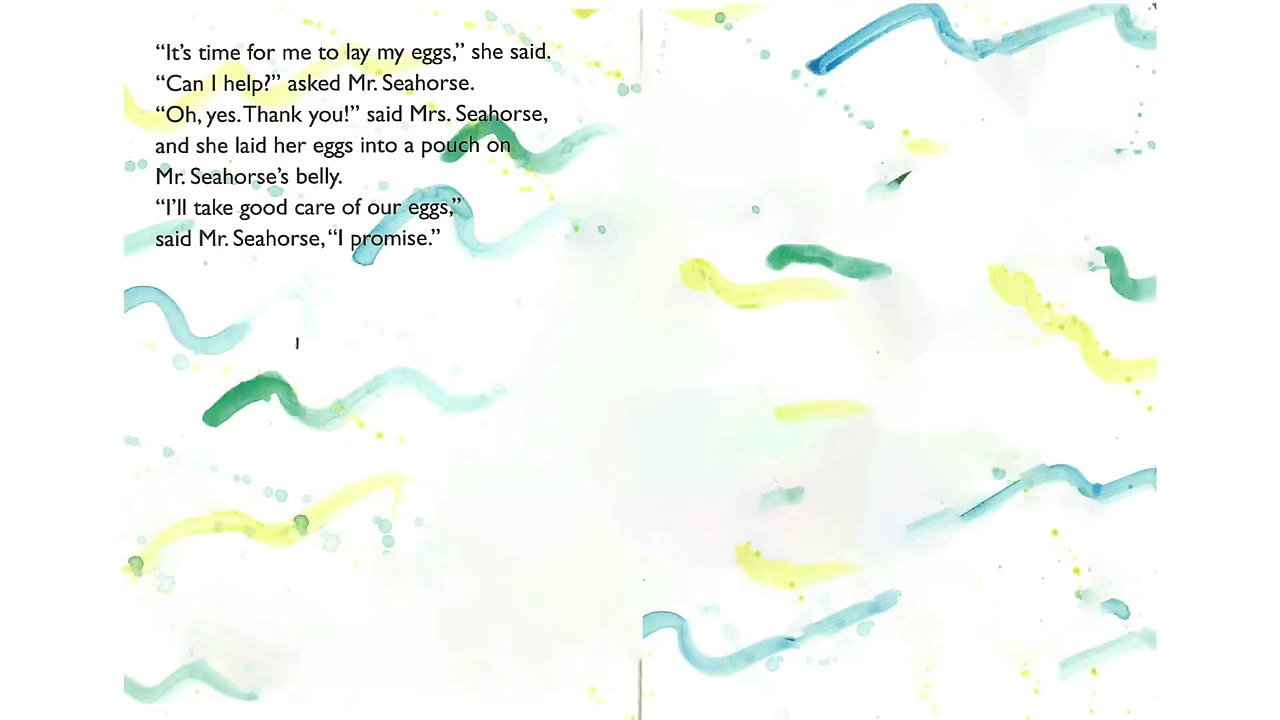 “It’s time for me to lay my eggs,” she said.
“Can I help?” asked Mr. Seahorse.
“Oh, yes. Thank you!” said Mrs. Seahorse,
and she laid her eggs into a pouch on
Mr. Seahorse’s belly.
“I’ll take good care of our eggs,”
said Mr. Seahorse, “I promise.”